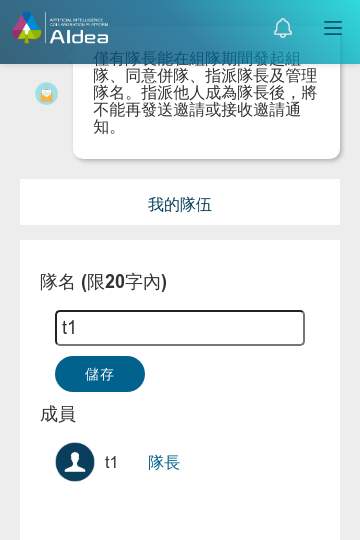 ARTIFICIAL INTELLIGENCE
COLLABORATION PLATFORM
AIdea
僅有隊長能在組隊期間發起組
隊、同意併隊、指派隊長及管理
隊名。指派他人成為隊長後，將
不能再發送邀請或接收邀請通
知。
我的隊伍
隊名 (限20字內)
t1
儲存
成員
t1 隊長